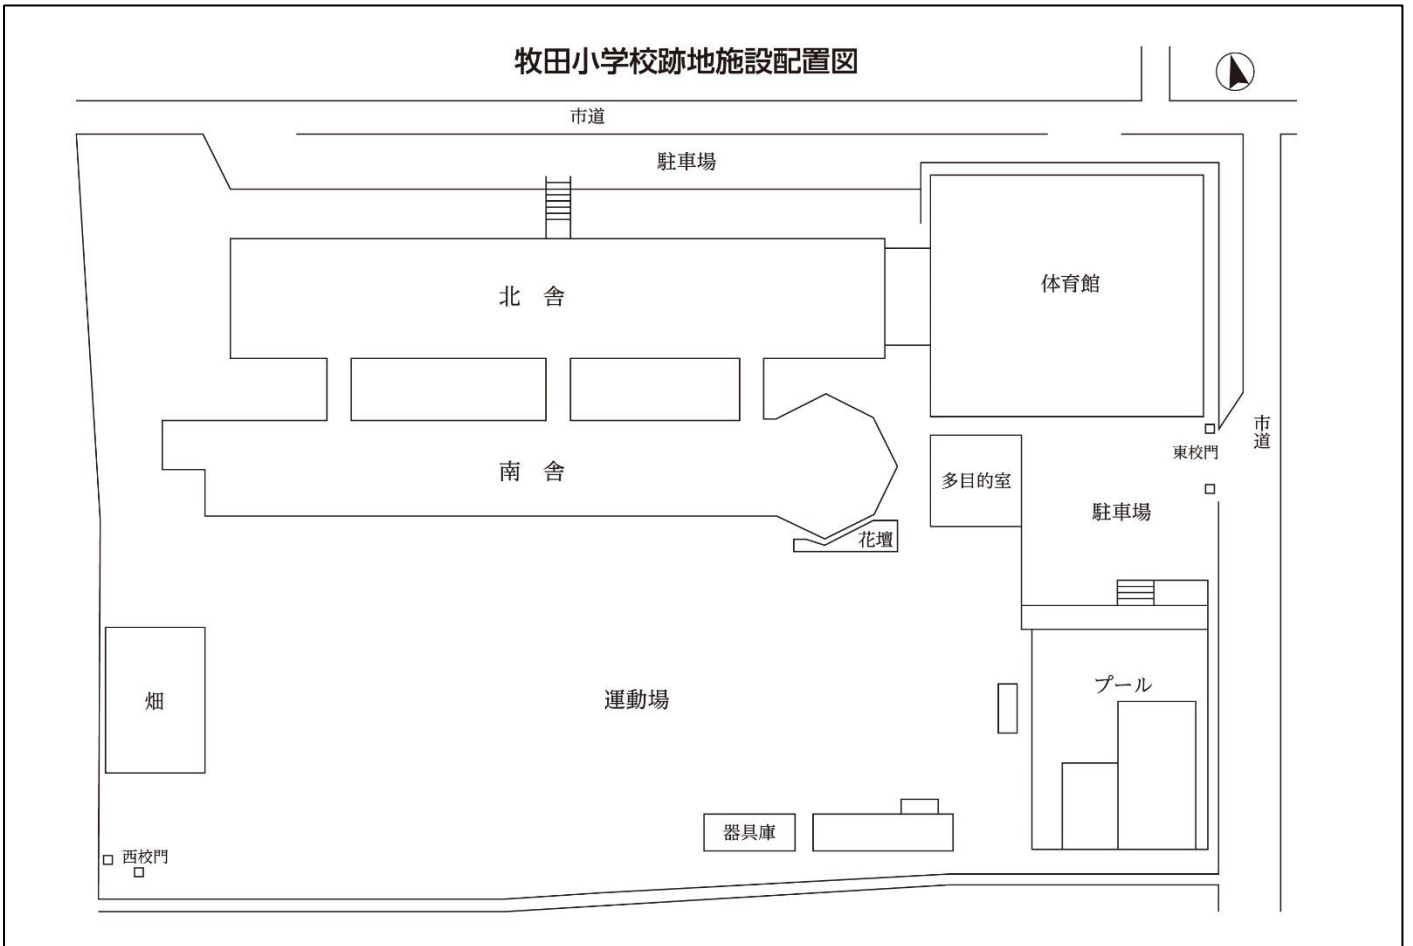 牧田小学校跡地施設配置図
市道
駐車場
体育館
北 舎
市道
東校門
南 舎
多目的室
駐車場
花壇
プール
畑
運動場
器具庫
西校門